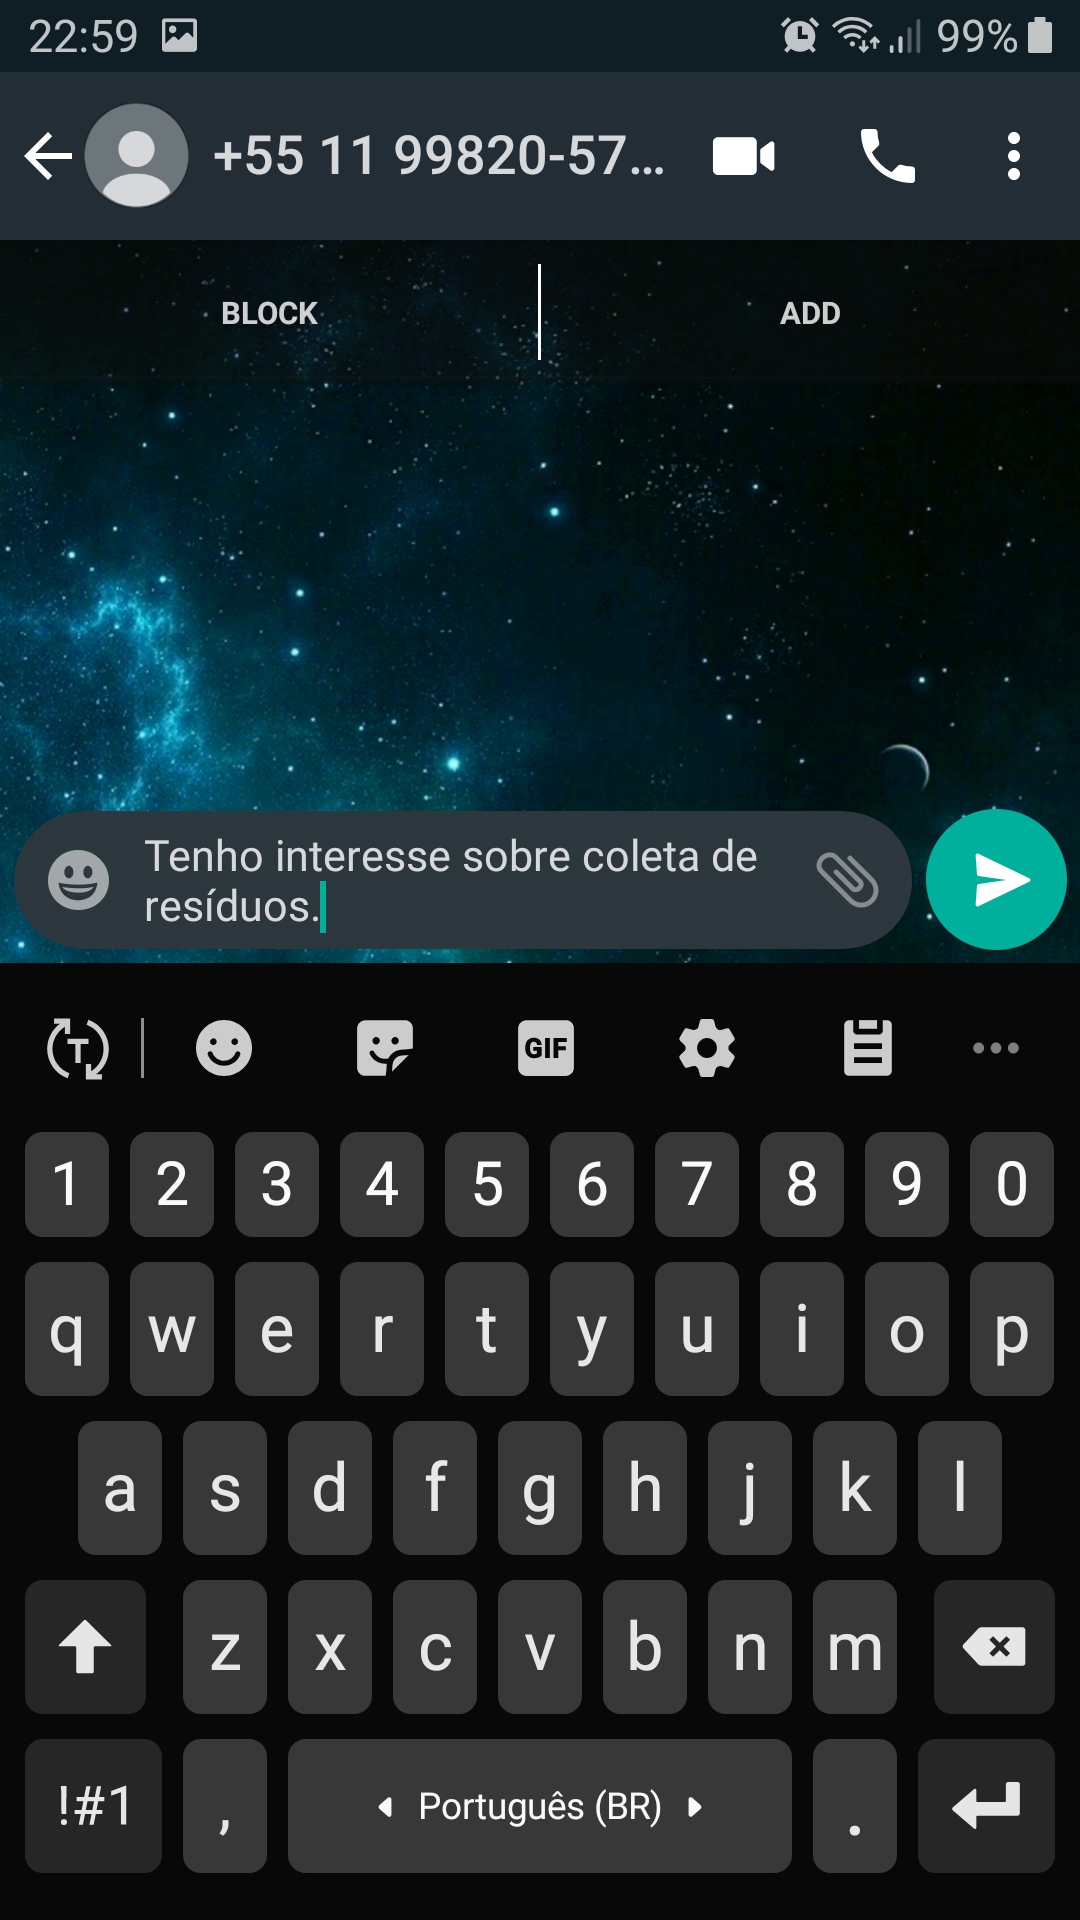 22:59
99%
+55 11 99820-57...
BLOCK
ADD
Tenho interesse sobre coleta de
resíduos.
T
GIF
1 2 3 4 5 6 7 8 9 0
q w e r t y u i o p
a s d f g h j k l
z x c v b n m
!#1 , Português (BR) .